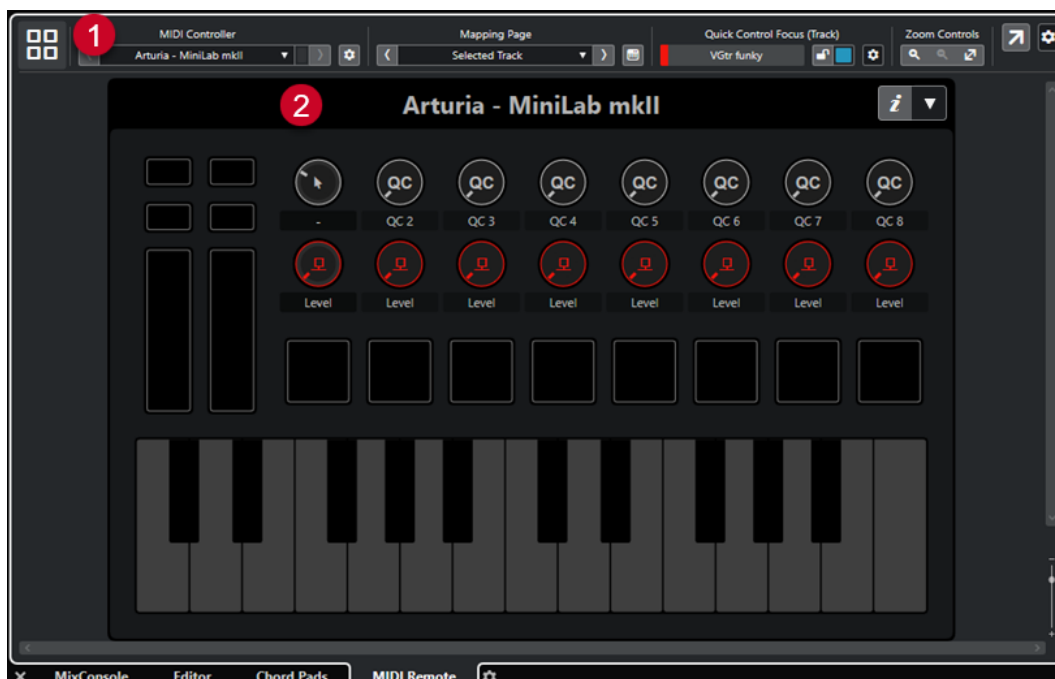 1
MIDI Controller
Mapping Page
Quick Control Focus (Track)
Zoom Controls
Arturia - MiniLab mkII
Selected Track
VGtr funky
2
Arturia - MiniLab mkII
i
QC QC QC QC QC QC QC
- QC 2 QC 3 QC 4 QC 5 QC 6 QC 7 QC 8
Level Level Level Level Level Level Level Level
MixConsole Editor Chord Pads MIDI Remote